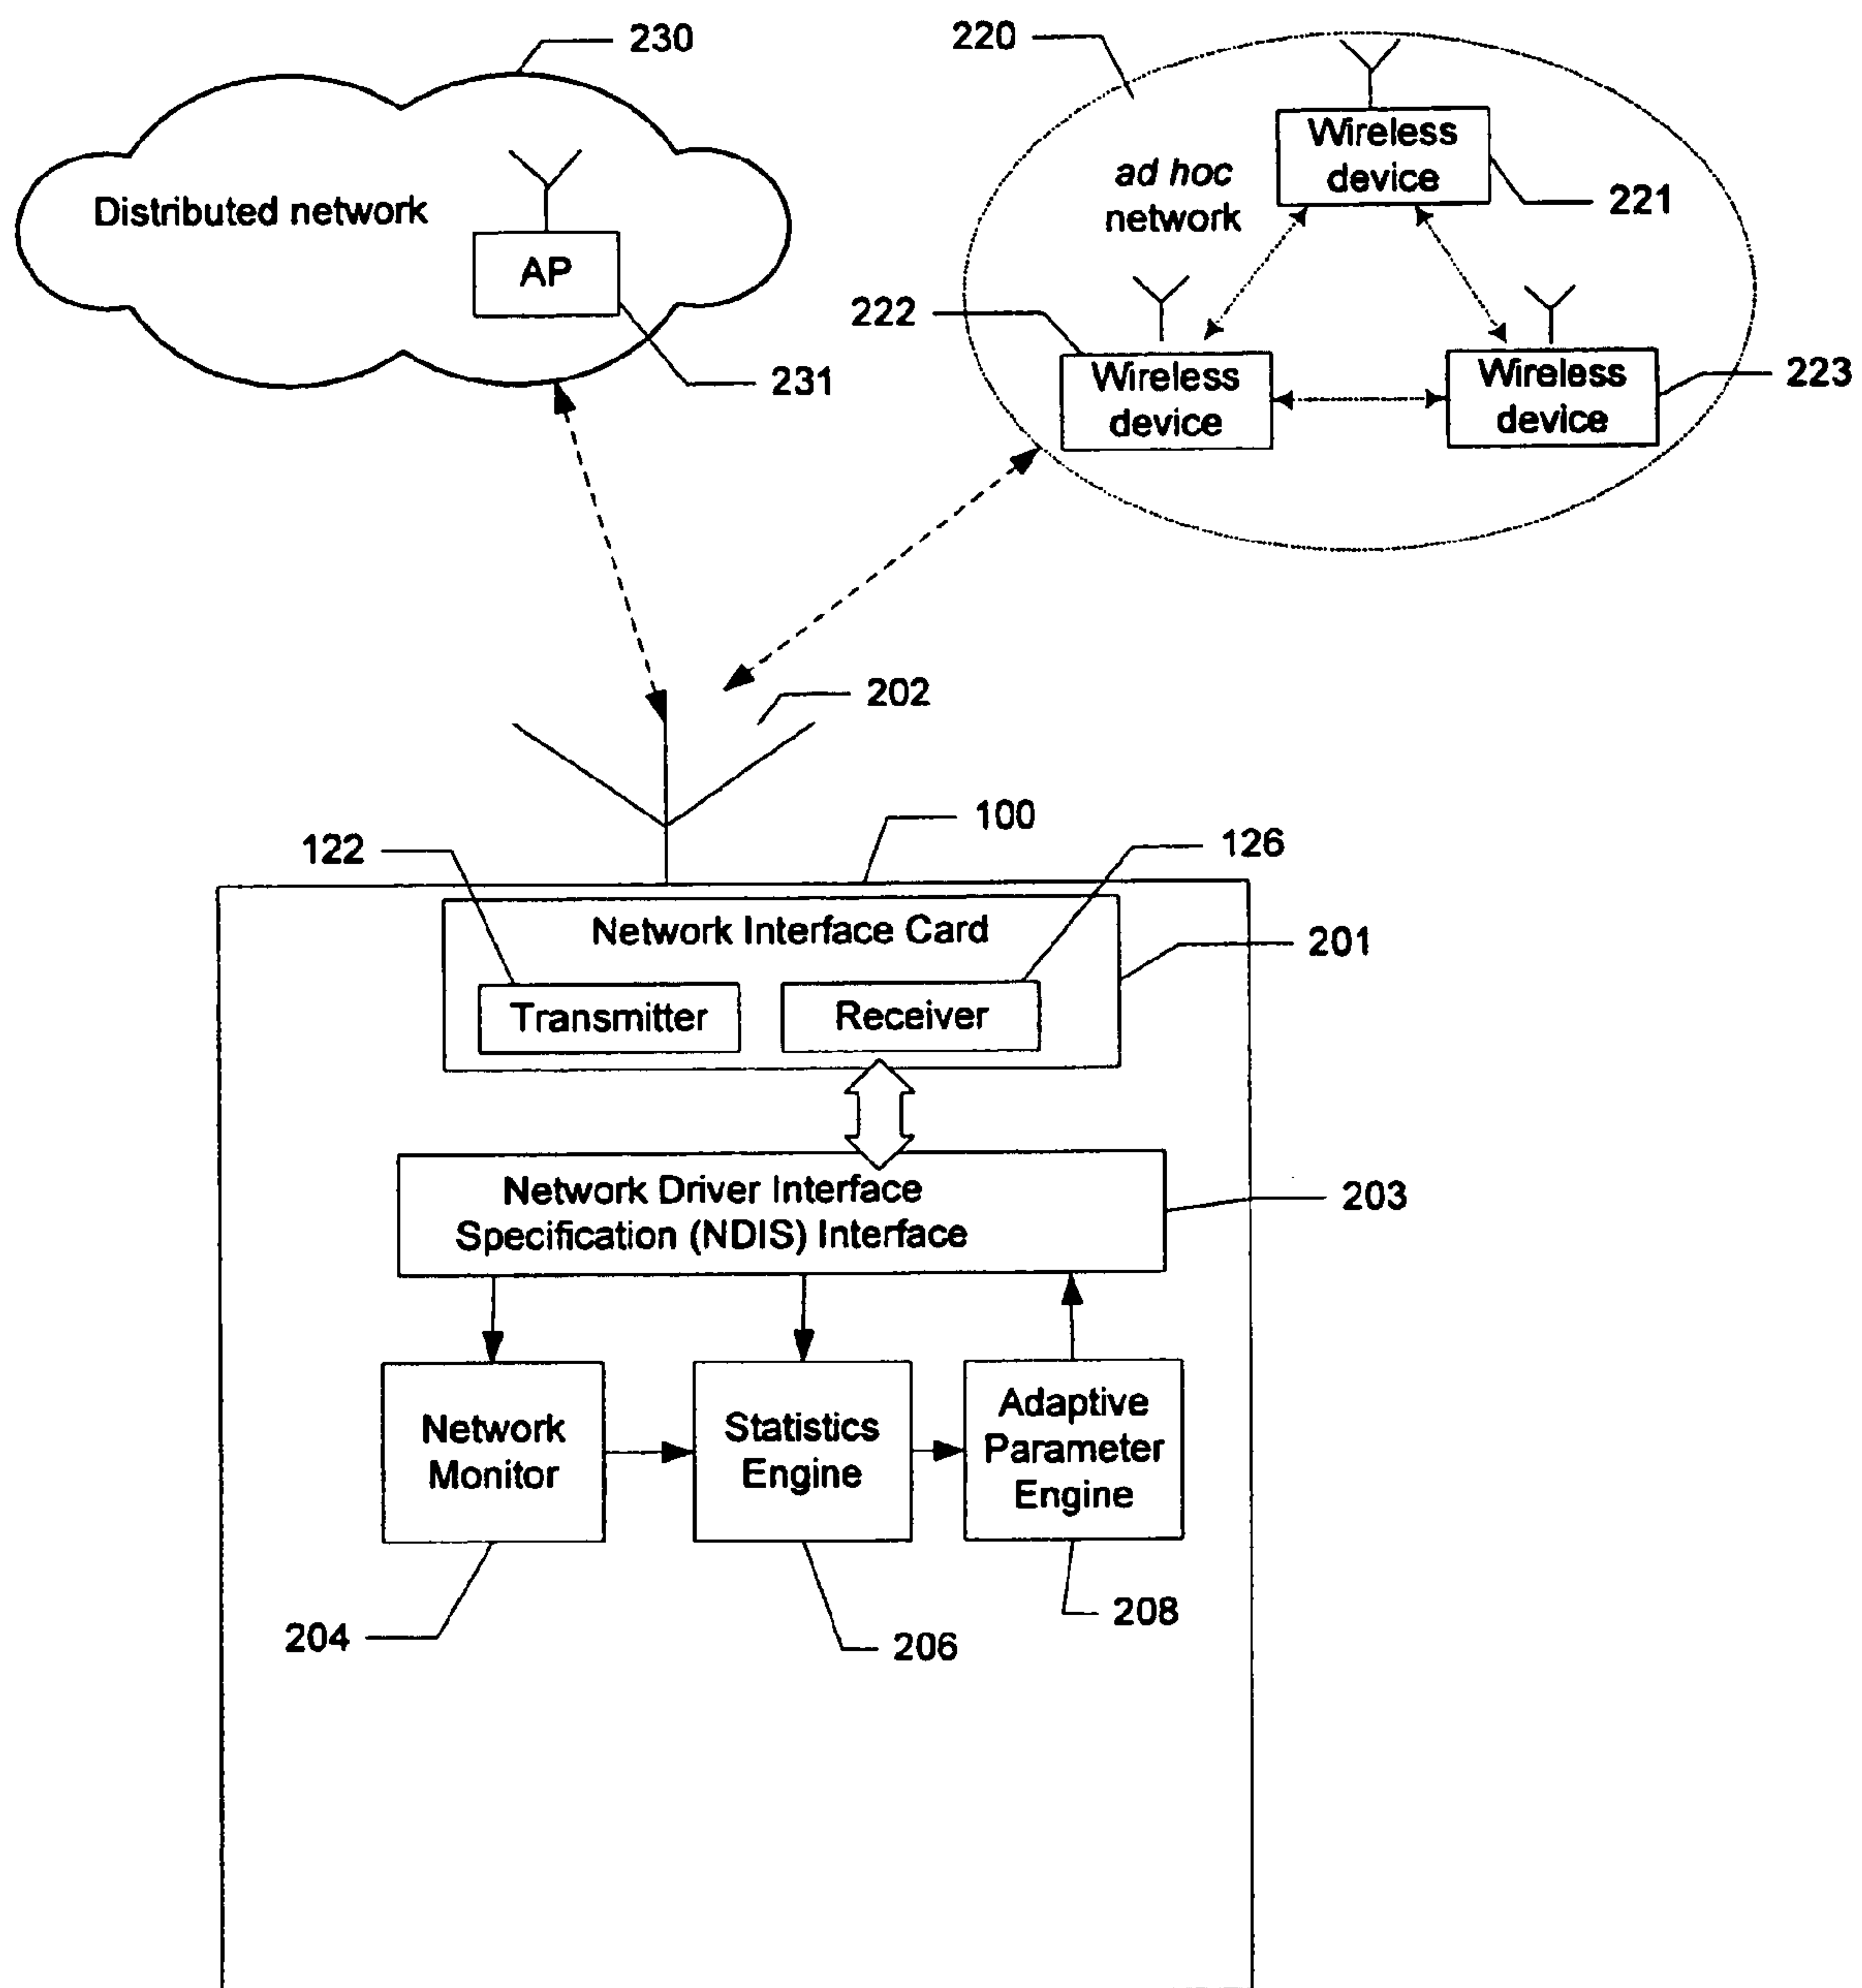 230
220
Wireless
device
ad hoc
network
221
Distributed network
AP
222
231
Wireless
device
Wireless
device
223
202
100
122
126
Network Interface Card
201
Transmitter
Receiver
Network Driver Interface
Specification (NDIS) Interface
203
Network
Monitor
Statistics
Engine
Adaptive
Parameter
Engine
204
206
208